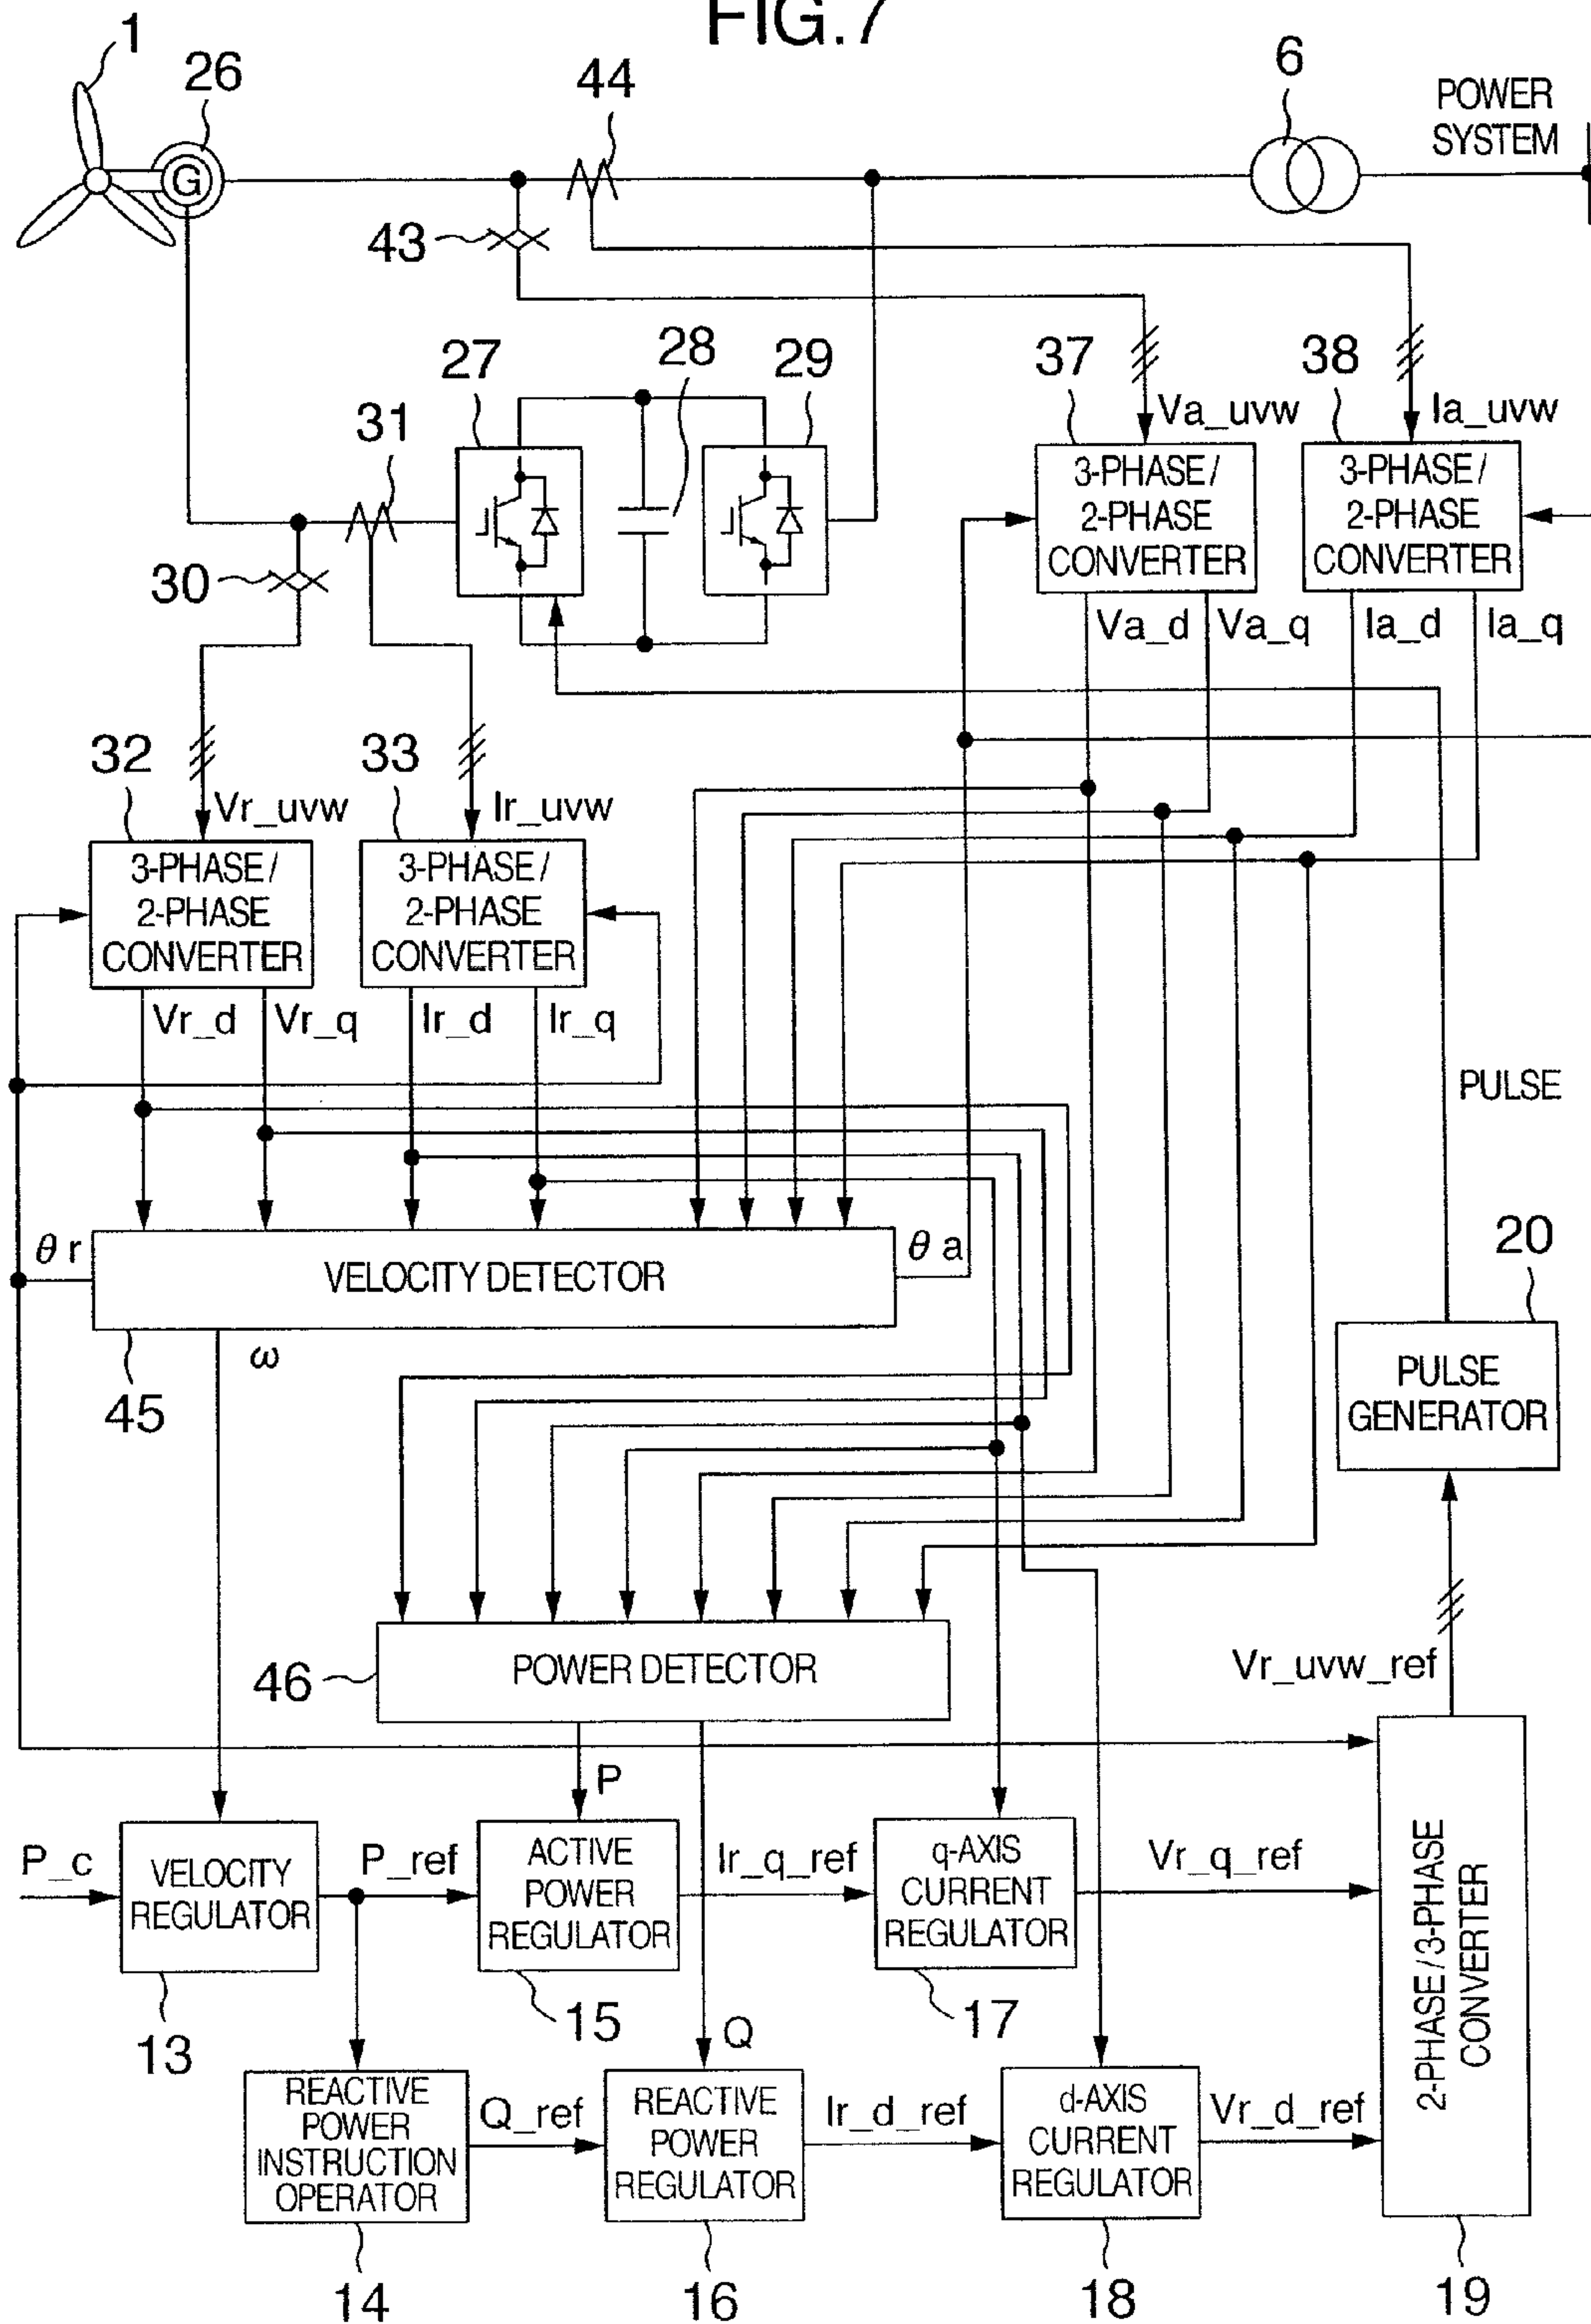 FIG.7
1
26
44
6
POWER
SYSTEM
G
43
27
28
29
37
38
31
Va_uvw
Ia_uvw
3-PHASE/
2-PHASE
CONVERTER
3-PHASE/
2-PHASE
CONVERTER
30
Va_d
Va_q
Ia_d
Ia_q
32
33
Vr_uvw
Ir_uvw
3-PHASE/
2-PHASE
CONVERTER
3-PHASE/
2-PHASE
CONVERTER
Vr_d
Vr_q
Ir_d
Ir_q
PULSE
θ r
VELOCITY DETECTOR
θ a
20
ω
45
PULSE
GENERATOR
46
POWER DETECTOR
Vr_uvw_ref
P
P_c
VELOCITY
REGULATOR
P_ref
ACTIVE
POWER
REGULATOR
Ir_q_ref
q-AXIS
CURRENT
REGULATOR
Vr_q_ref
2-PHASE/3-PHASE
CONVERTER
13
15
17
Q
REACTIVE
POWER
INSTRUCTION
OPERATOR
Q_ref
REACTIVE
POWER
REGULATOR
Ir_d_ref
d-AXIS
CURRENT
REGULATOR
Vr_d_ref
14
16
18
19